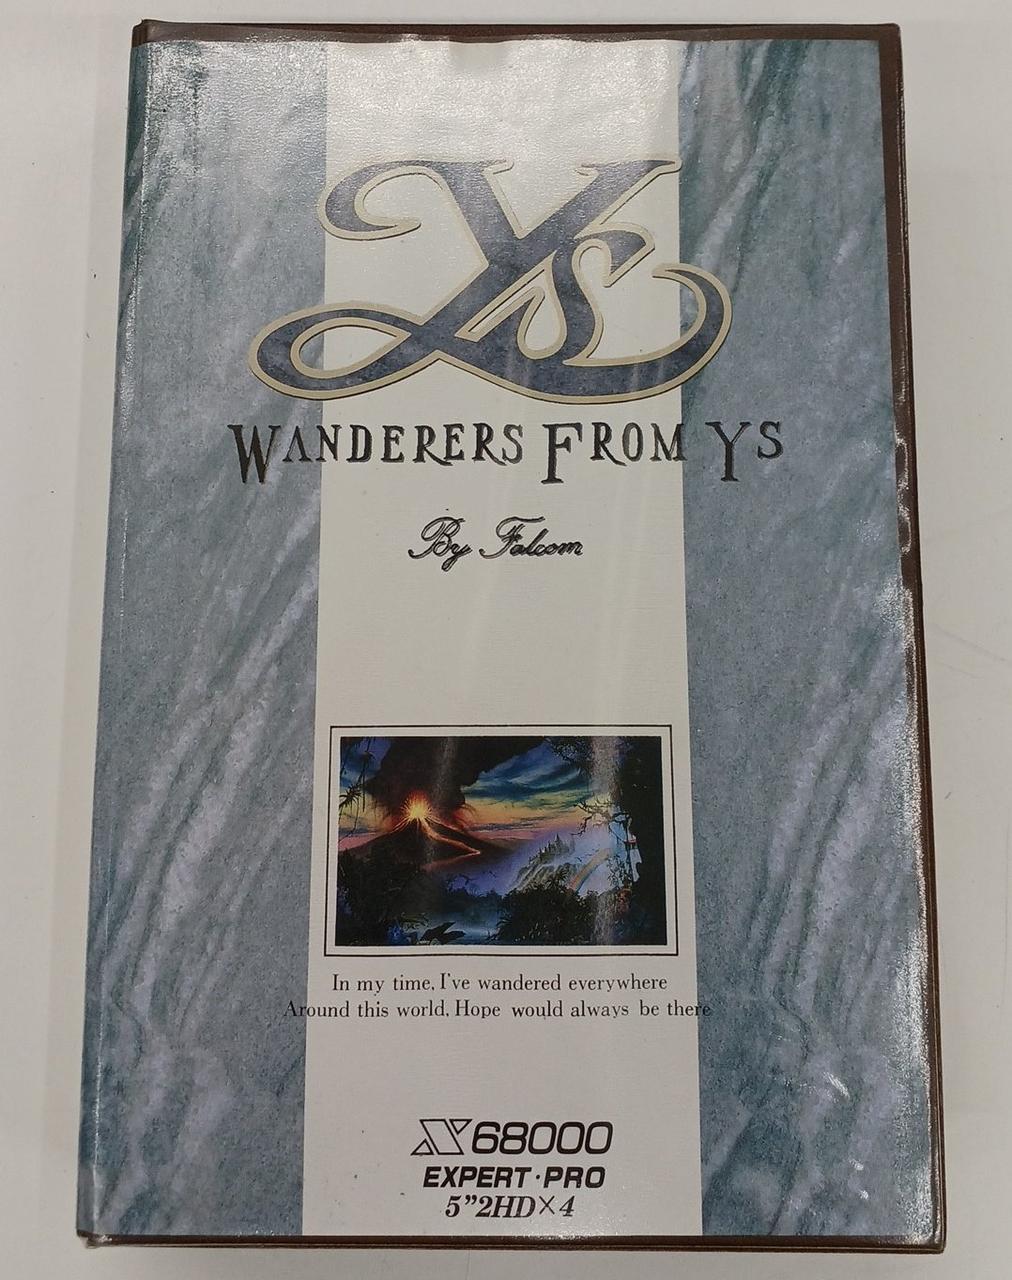 Ys
WANDERERS FROM YS
By Falcom
In my time, I've wandered everywhere
Around this world, Hope would always be there
X68000
EXPERT·PRO
5”2HD×4